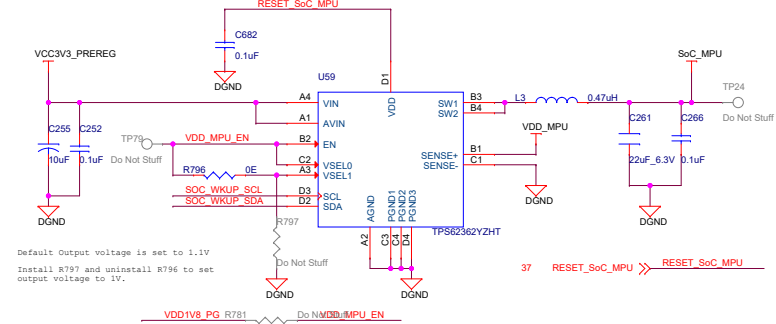 RESET_SoC_MPU
C682
0.1uF
DGND
VCC3V3_PREREG
SoC_MPU
U59
D1
VDD
A4
VIN
A1
AVIN
B2
EN
C2
VSEL0
A3
VSEL1
D3
SCL
D2
SDA
SW1
B3
SW2
B4
SENSE+
B1
SENSE-
C1
AGND
PGND1
PGND2
PGND3
A2
C3
C4
D4
TPS62362YZHT
L3
0.47uH
TP24
Do Not Stuff
C255
10uF
C252
0.1uF
DGND
TP79
Do Not Stuff
VDD_MPU_EN
R796
0E
SOC_WKUP_SCL
SOC_WKUP_SDA
R797
Do Not Stuff
DGND
DGND
VDD_MPU
DGND
C261
22uF_6.3V
C266
0.1uF
DGND
Default Output voltage is set to 1.1V
Install R797 and uninstall R796 to set
output voltage to 1V.
37 RESET_SoC_MPU
RESET_SoC_MPU
VDD1V8_PG
R781
Do Not Stuff
VDD_MPU_EN